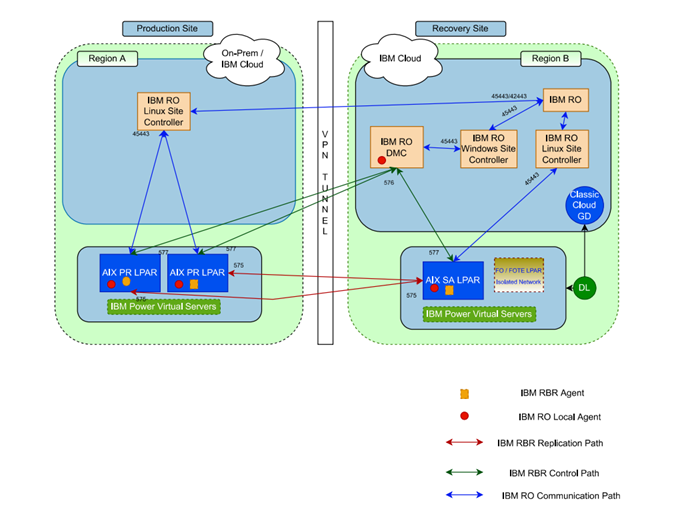 Production Site
Recovery Site
Region A
On-Prem /
IBM Cloud
IBM Cloud
Region B
IBM RO
Linux Site
Controller
45443
45443/42443
45443
IBM RO
IBM RO
DMC
45443
IBM RO
Windows Site
Controller
IBM RO
Linux Site
Controller
576
45443
VPN TUNNEL
Classic
Cloud
GD
577
577
577
AIX PR LPAR
AIX PR LPAR
575
575
575
AIX SA LPAR
FO / FOTE LPAR
Isolated Network
DL
IBM Power Virtual Servers
IBM Power Virtual Servers
IBM RBR Agent
IBM RO Local Agent
IBM RBR Replication Path
IBM RBR Control Path
IBM RO Communication Path